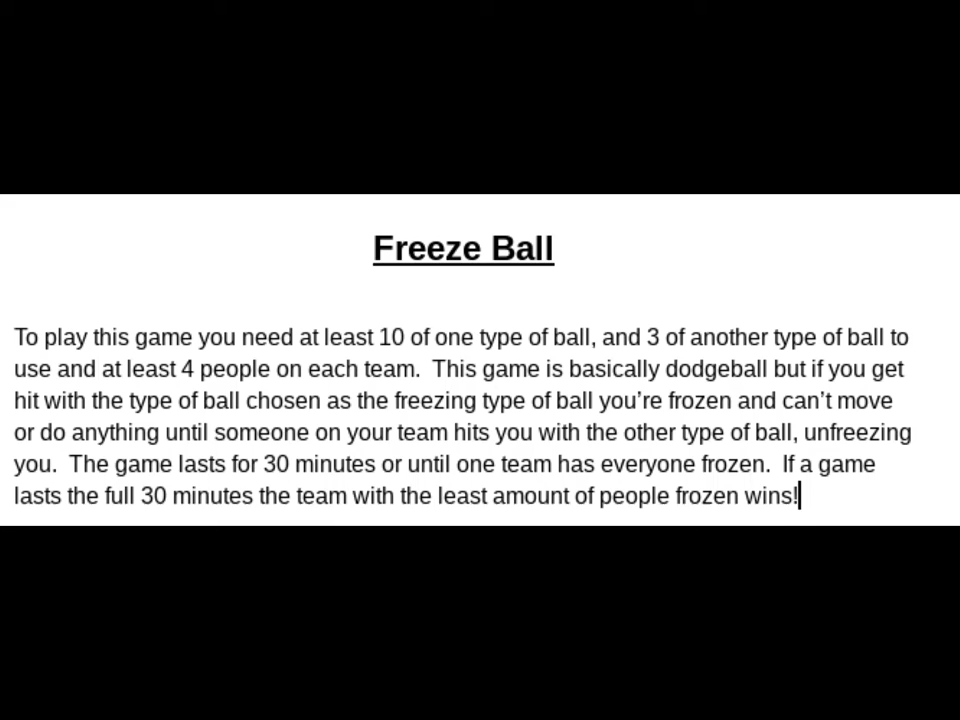 Freeze Ball
To play this game you need at least 10 of one type of ball, and 3 of another type of ball to
use and at least 4 people on each team.  This game is basically dodgeball but if you get
hit with the type of ball chosen as the freezing type of ball you’re frozen and can’t move
or do anything until someone on your team hits you with the other type of ball, unfreezing
you.  The game lasts for 30 minutes or until one team has everyone frozen.  If a game
lasts the full 30 minutes the team with the least amount of people frozen wins!